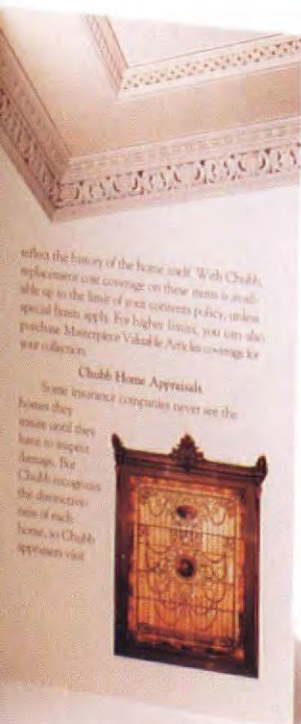 reflect the history of the home itself. With Chubb,
replacement cost coverage on these items is avail-
able up to the limit of your contents policy, unless
special limits apply. For higher limits, you can also
purchase Masterpiece Valuable Articles coverage for
your collection.
Chubb Home Appraisals
Some insurance companies never see the
homes they
insure until they
have to inspect
damage. But
Chubb recognizes
the distinctive-
ness of each
home, so Chubb
appraisers visit